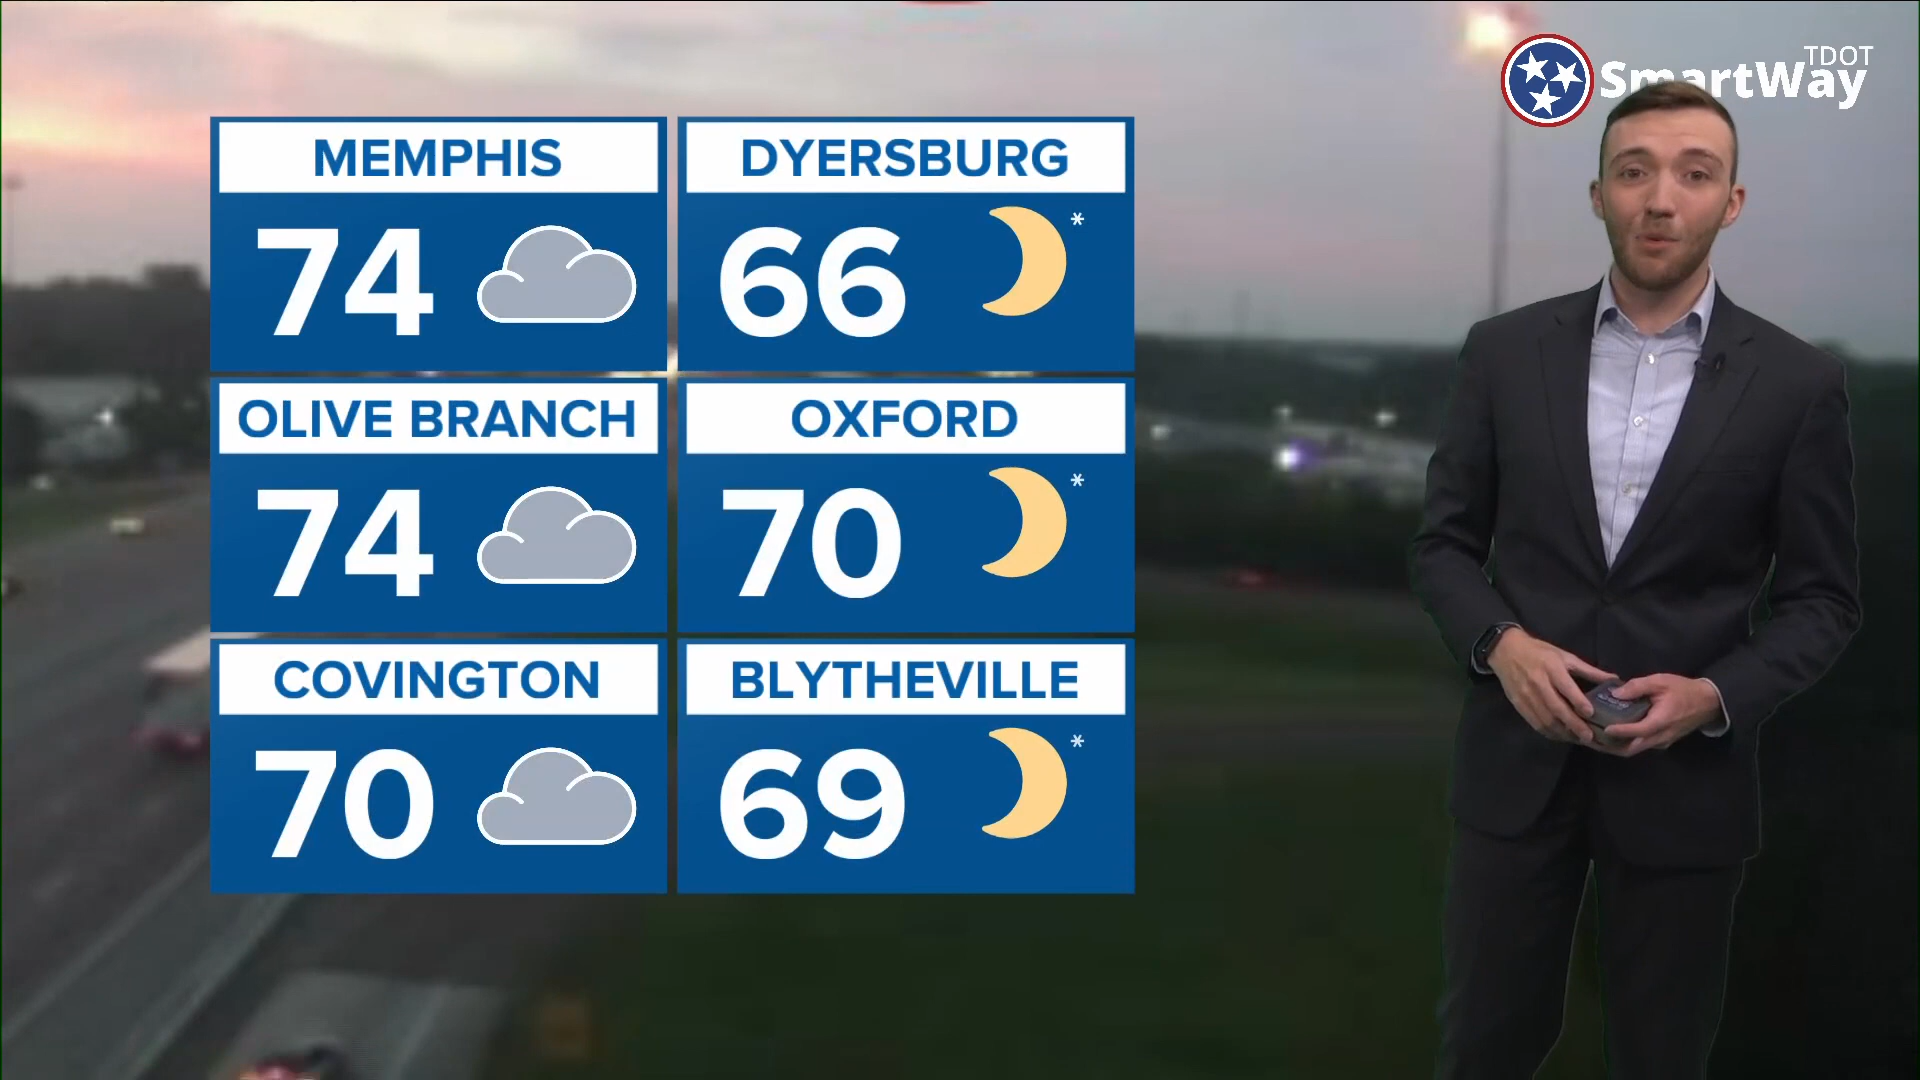 TDOT
SmartWay
MEMPHIS
74
DYERSBURG
66
*
OLIVE BRANCH
74
OXFORD
70
*
COVINGTON
70
BLYTHEVILLE
69
*